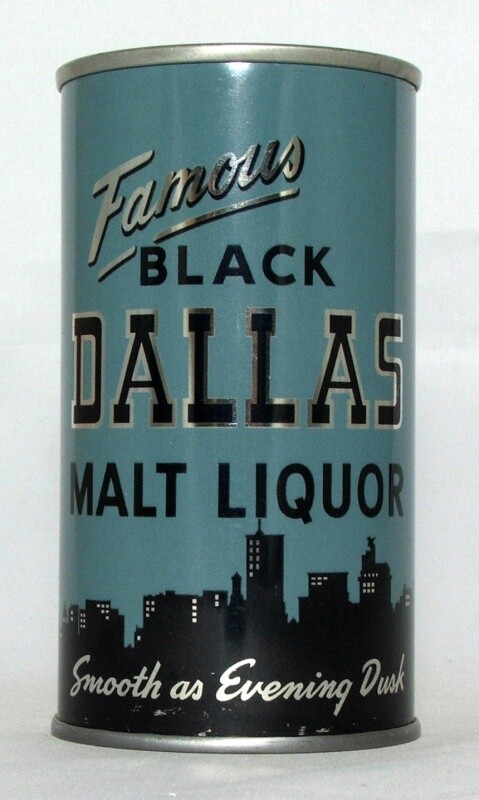 Famous
BLACK
DALLAS
MALT LIQUOR
Smooth as Evening Dusk